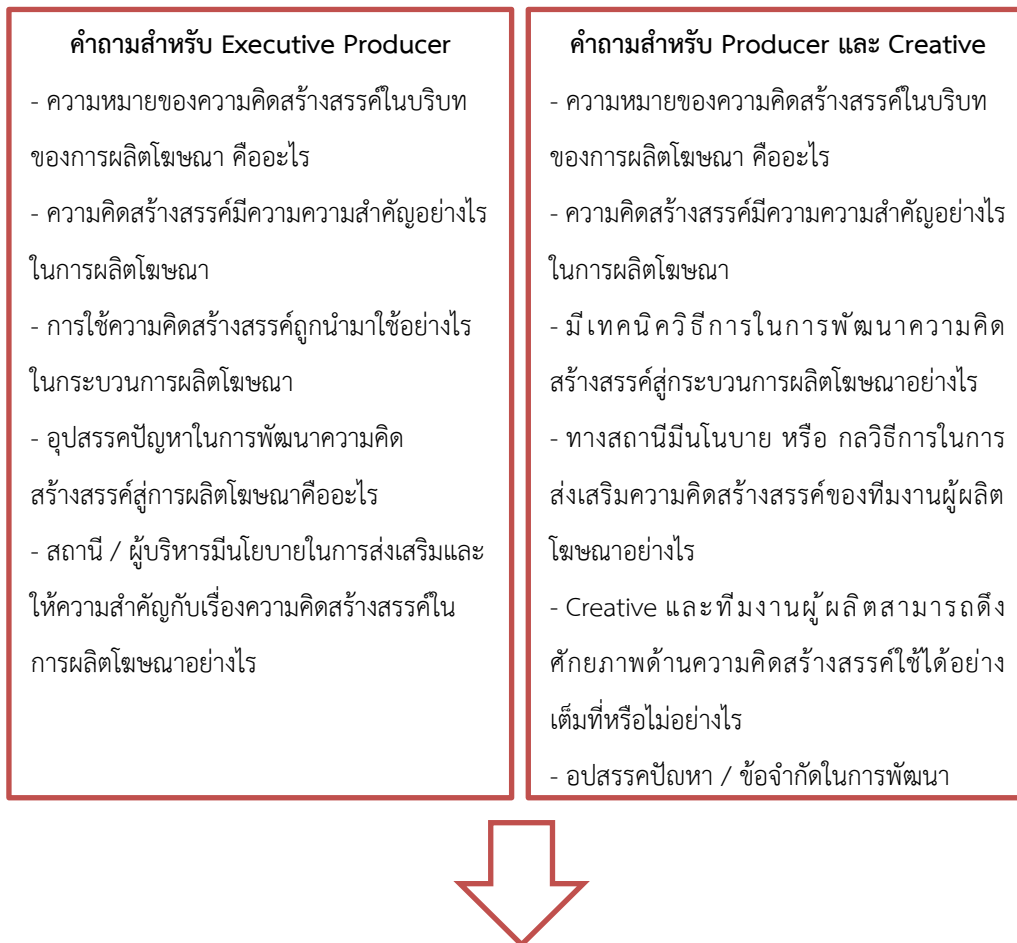 คำถามสำหรับ Executive Producer
- ความหมายของความคิดสร้างสรรค์ในบริบท
ของการผลิตโฆษณา คืออะไร
- ความคิดสร้างสรรค์มีความความสำคัญอย่างไร
ในการผลิตโฆษณา
- การใช้ความคิดสร้างสรรค์ถูกนำมาใช้อย่างไร
ในกระบวนการผลิตโฆษณา
- อุปสรรคปัญหาในการพัฒนาความคิด
สร้างสรรค์สู่การผลิตโฆษณาคืออะไร
- สถานี / ผู้บริหารมีนโยบายในการส่งเสริมและ
ให้ความสำคัญกับเรื่องความคิดสร้างสรรค์ใน
การผลิตโฆษณาอย่างไร
คำถามสำหรับ Producer และ Creative
- ความหมายของความคิดสร้างสรรค์ในบริบท
ของการผลิตโฆษณา คืออะไร
- ความคิดสร้างสรรค์มีความความสำคัญอย่างไร
ในการผลิตโฆษณา
- มีเทคนิควิธีการในการพัฒนาความคิด
สร้างสรรค์สู่กระบวนการผลิตโฆษณาอย่างไร
- ทางสถานีมีนโนบาย หรือ กลวิธีการในการ
ส่งเสริมความคิดสร้างสรรค์ของทีมงานผู้ผลิต
โฆษณาอย่างไร
- Creative และทีมงานผู้ผลิตสามารถดึง
ศักยภาพด้านความคิดสร้างสรรค์ใช้ได้อย่าง
เต็มที่หรือไม่อย่างไร
- อุปสรรคปัญหา / ข้อจำกัดในการพัฒนา